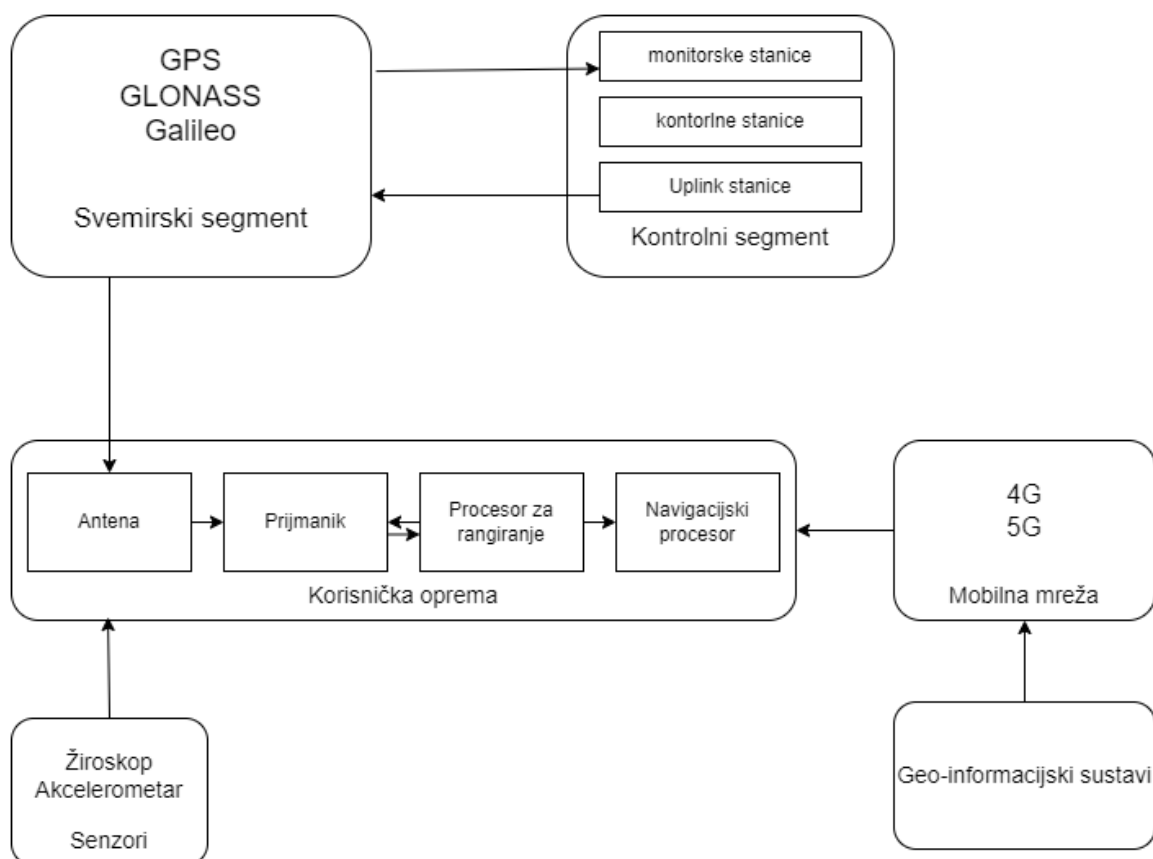 GPS
GLONASS
Galileo
Svemirski segment
monitorske stanice
kontorlne stanice
Uplink stanice
Kontrolni segment
Antena
Prijmanik
Procesor za
rangiranje
Navigacijski
procesor
Korisnička oprema
4G
5G
Mobilna mreža
Žiroskop
Akcelerometar
Senzori
Geo-informacijski sustavi